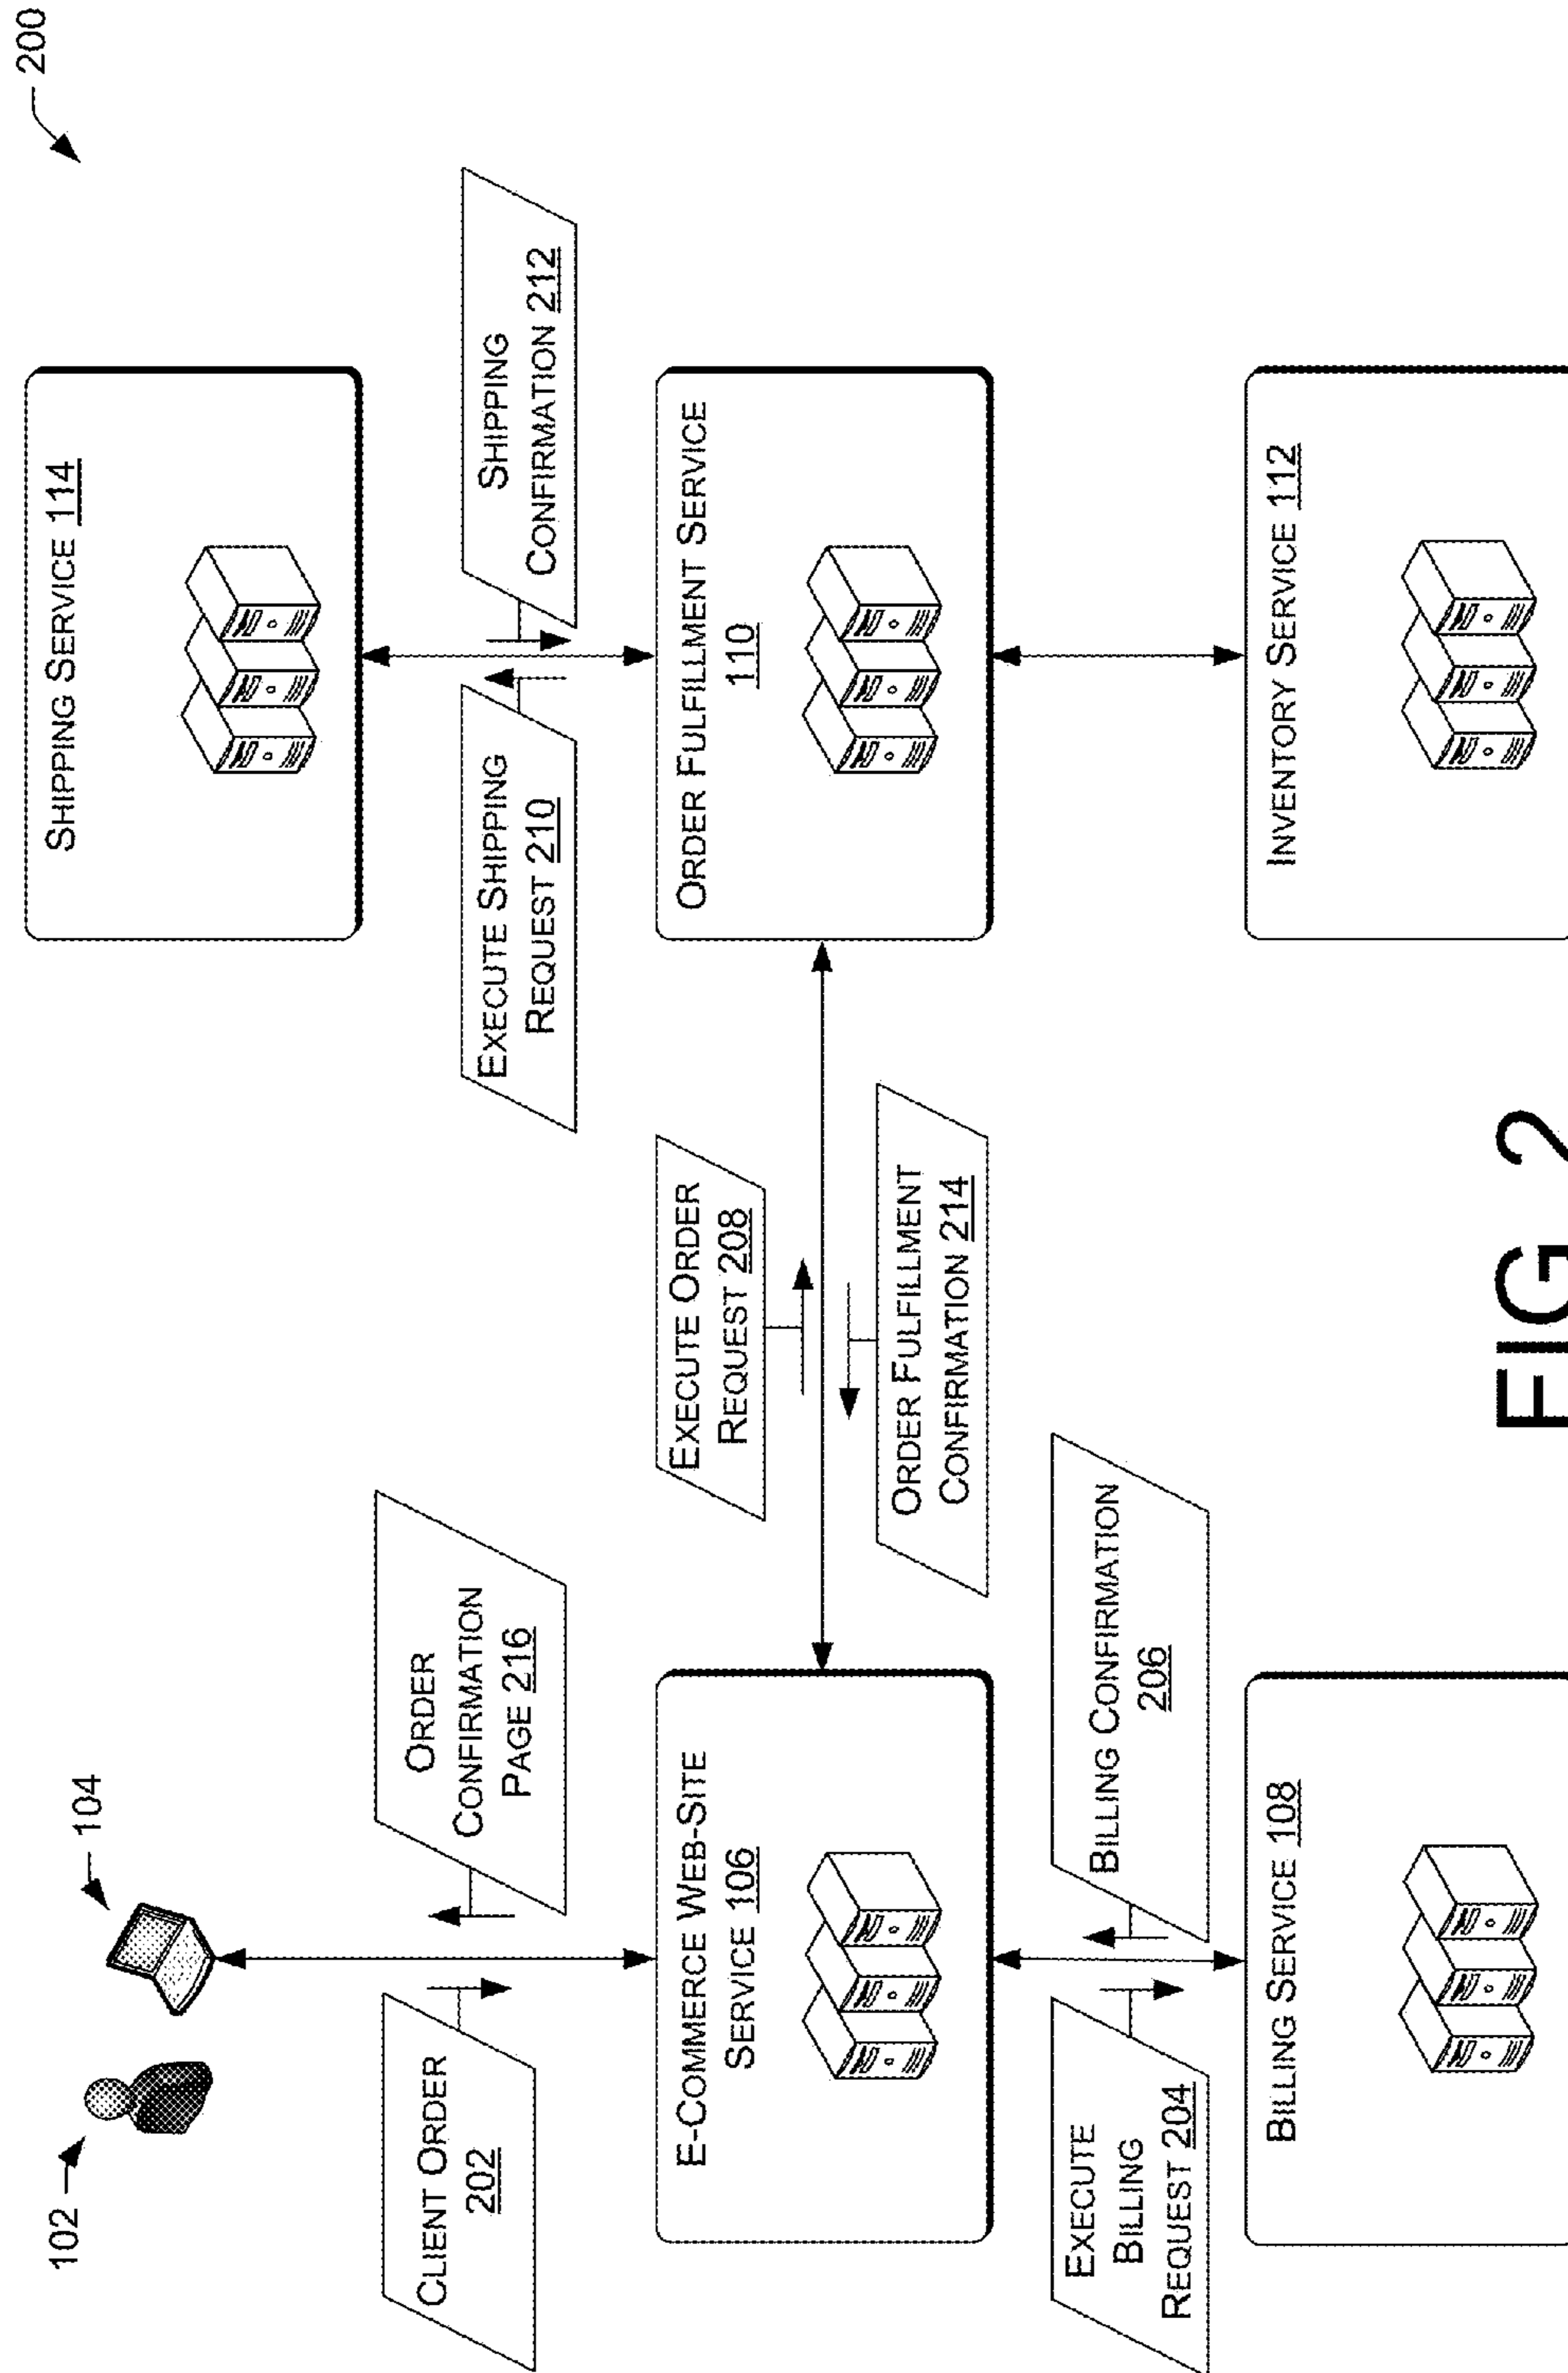 200
102
104
CLIENT ORDER
202
ORDER
CONFIRMATION
PAGE 216
SHIPPING SERVICE 114
EXECUTE SHIPPING
REQUEST 210
SHIPPING
CONFIRMATION 212
E-COMMERCE WEB-SITE
SERVICE 106
EXECUTE ORDER
REQUEST 208
ORDER FULFILLMENT
CONFIRMATION 214
ORDER FULFILLMENT SERVICE
110
EXECUTE
BILLING
REQUEST 204
BILLING CONFIRMATION
206
BILLING SERVICE 108
INVENTORY SERVICE 112
FIG 2